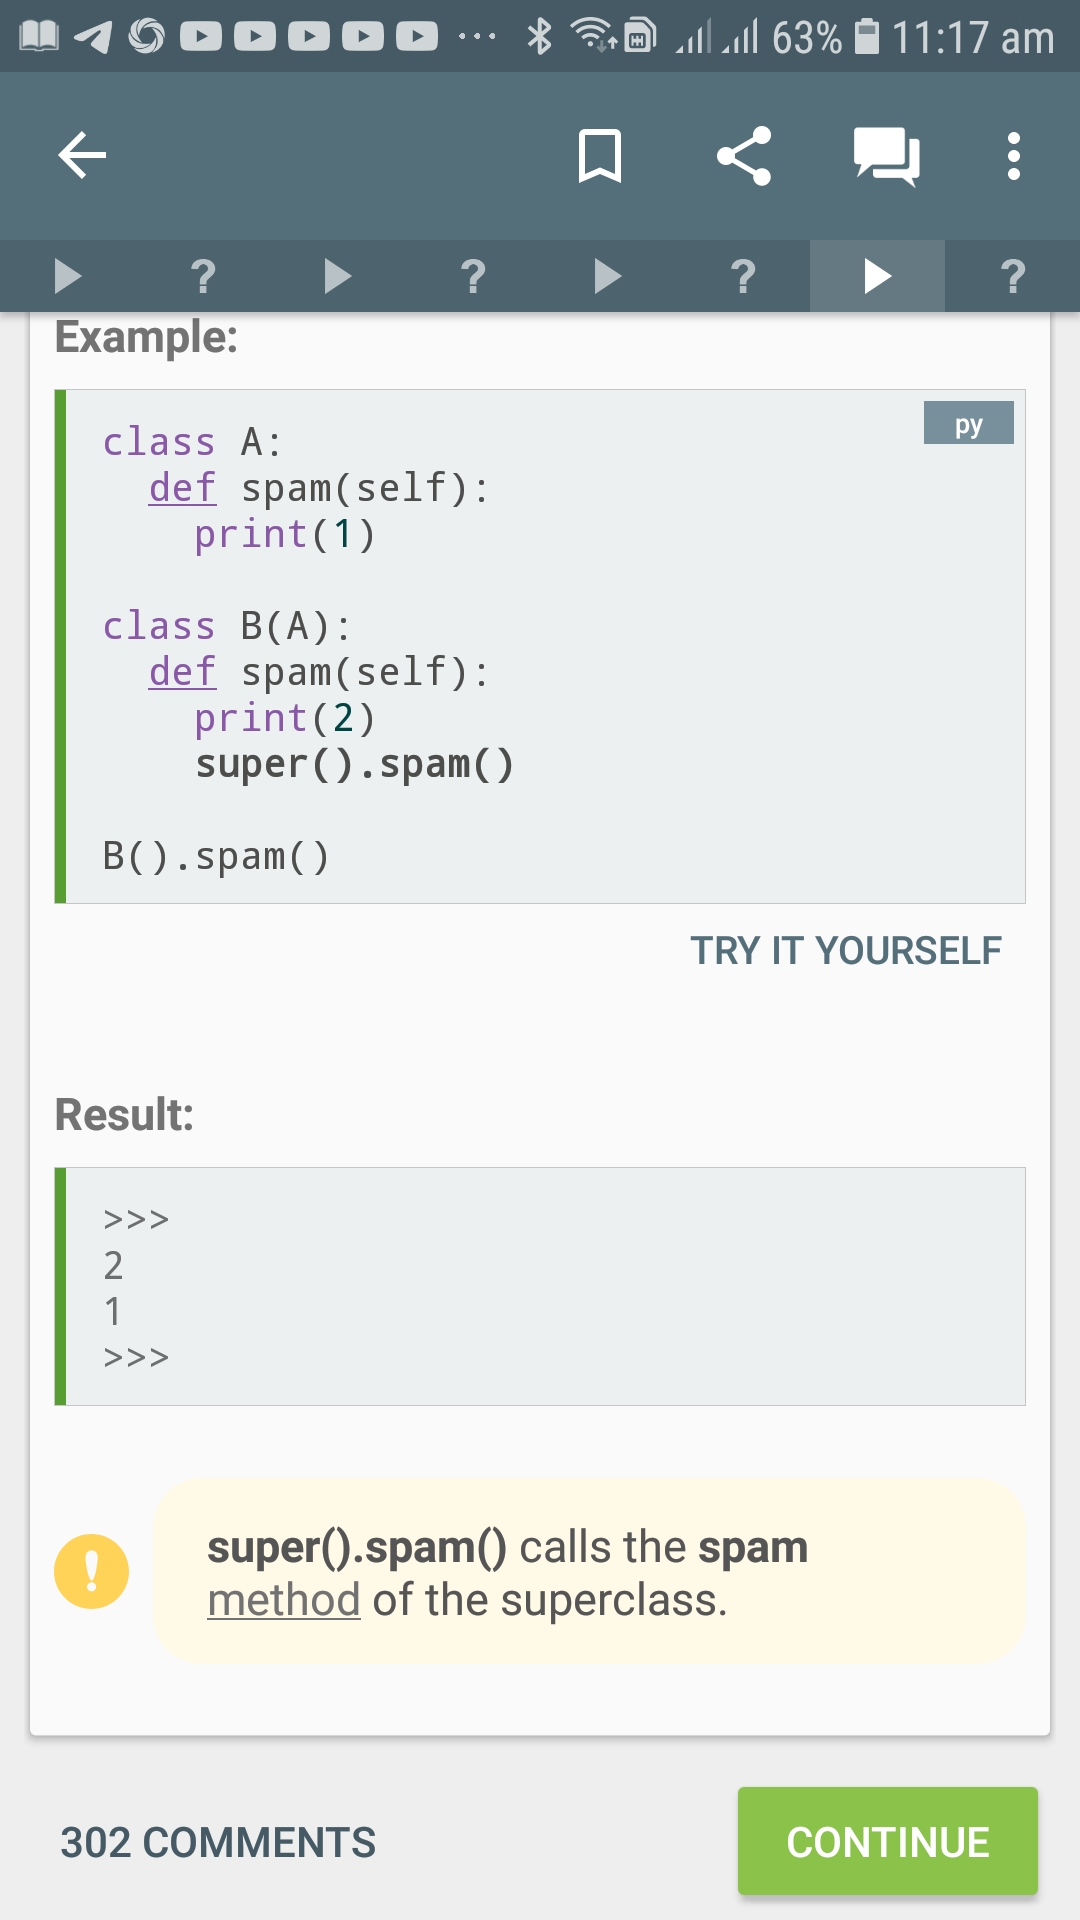 63% 11:17 am
? ? ? ?
Example:
py
class A:
  def spam(self):
    print(1)

class B(A):
  def spam(self):
    print(2)
    super().spam()

B().spam()
TRY IT YOURSELF
Result:
>>>
2
1
>>>
!
super().spam() calls the spam
method of the superclass.
302 COMMENTS
CONTINUE